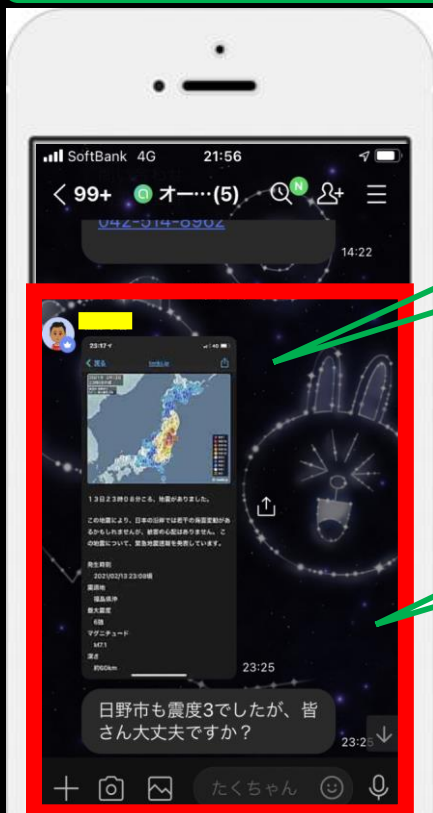 SoftBank 4G 21:56
99+ オー…(5) N
042-514-8962
14:22
23:17
戻る
tenki.jp
13日23時08分ごろ、地震がありました。
この地震により、日本の沿岸では若干の海面変動があ
るかもしれませんが、被害の心配はありません。こ
の地震について、緊急地震速報を発表しています。
発生時刻
2021/02/13 23:08頃
震源地
福島県沖
最大震度
6強
マグニチュード
M7.1
深さ
約60km
23:25
日野市も震度3でしたが、皆
さん大丈夫ですか？
23:25
たくちゃん